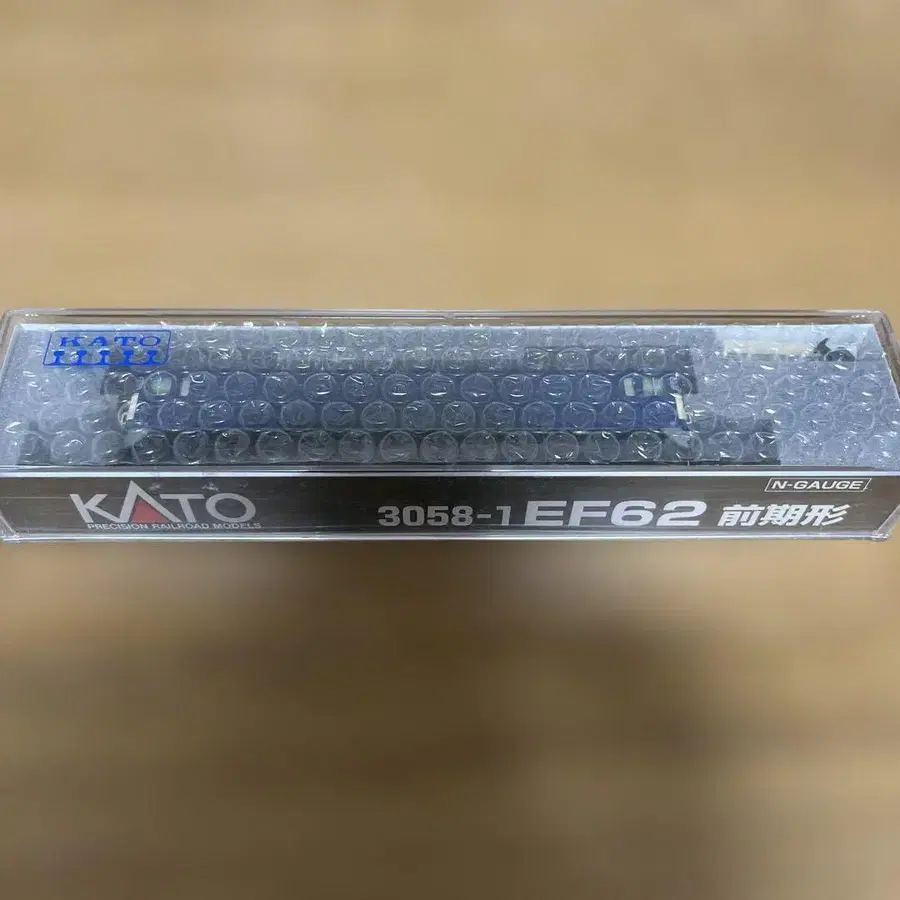 KATO
N-GAUGE
KATO
PRECISION RAILROAD MODELS
3058-1 EF62 前期形